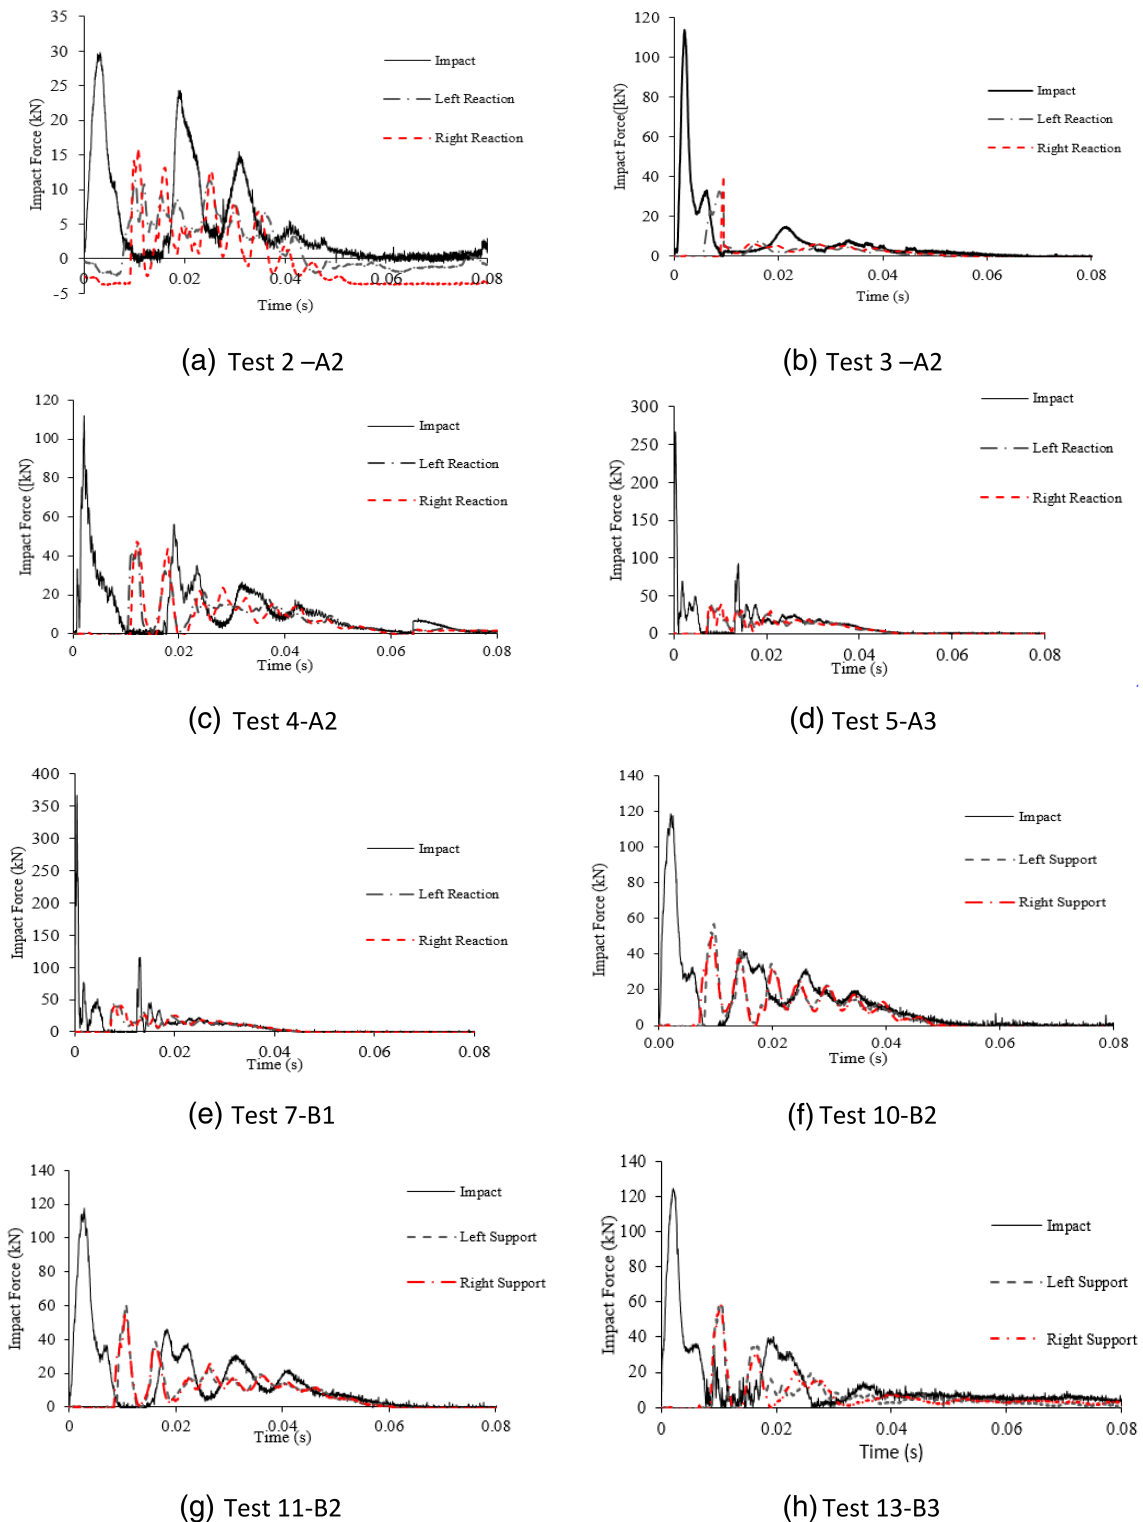 35
30
25
20
15
10
5
0
-5
Impact Force (kN)
0
0.02
0.04
0.06
0.08
Time (s)
Impact
Left Reaction
Right Reaction
(a) Test 2 –A2
120
100
80
60
40
20
0
Impact Force([kN)
0
0.02
0.04
0.06
0.08
Time (s)
Impact
Left Reaction
Right Reaction
(b) Test 3 –A2
120
100
80
60
40
20
0
Impact Force ([kN)
0
0.02
0.04
0.06
0.08
Time (s)
Impact
Left Reaction
Right Reaction
(c) Test 4-A2
300
250
200
150
100
50
0
Impact Force (kN)
0
0.02
0.04
0.06
0.08
Time (s)
Impact
Left Reaction
Right Reaction
(d) Test 5-A3
400
350
300
250
200
150
100
50
0
Impact Force (kN)
0
0.02
0.04
0.06
0.08
Time (s)
Impact
Left Reaction
Right Reaction
(e) Test 7-B1
140
120
100
80
60
40
20
0
Impact Force (kN)
0.00
0.02
0.04
0.06
0.08
Time (s)
Impact
Left Support
Right Support
(f) Test 10-B2
140
120
100
80
60
40
20
0
Impact Force (kN)
0
0.02
0.04
0.06
0.08
Time (s)
Impact
Left Support
Right Support
(g) Test 11-B2
140
120
100
80
60
40
20
0
Impact Force (kN)
0
0.02
0.04
0.06
0.08
Time (s)
Impact
Left Support
Right Support
(h) Test 13-B3